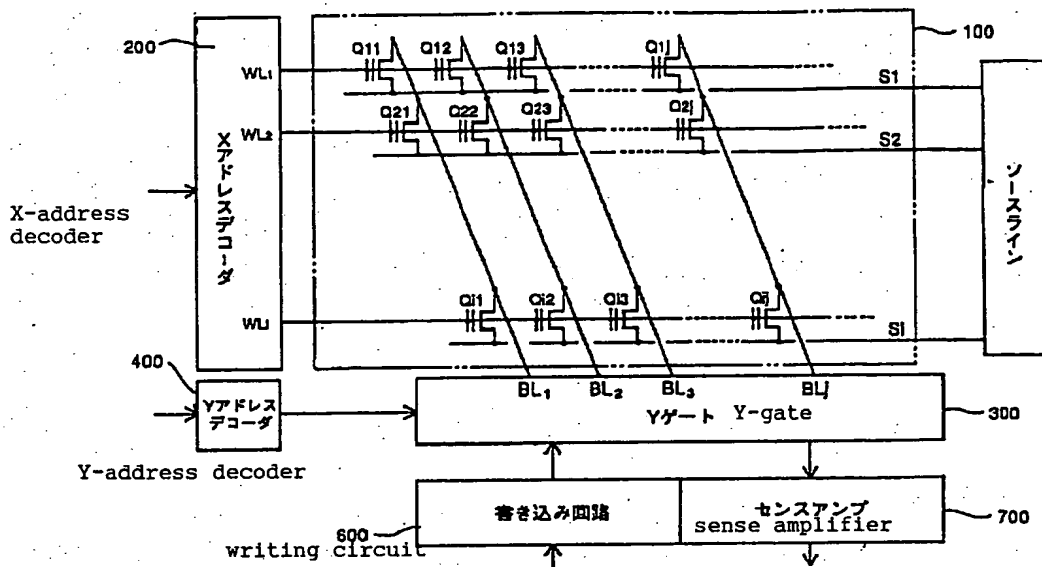 200
100
Q11
Q12
Q13
Q1j
WL1
S1
Q21
Q22
Q23
Q2j
WL2
S2
Xアドレスデコーダ
X-address
decoder
ソースライン
Qi1
Qi2
Qi3
Qij
WLi
Si
400
BL1
BL2
BL3
BLj
Yアドレス
デコーダ
Yゲート Y-gate
300
Y-address decoder
書き込み回路
センスアンプ
600
sense amplifier
700
writing circuit